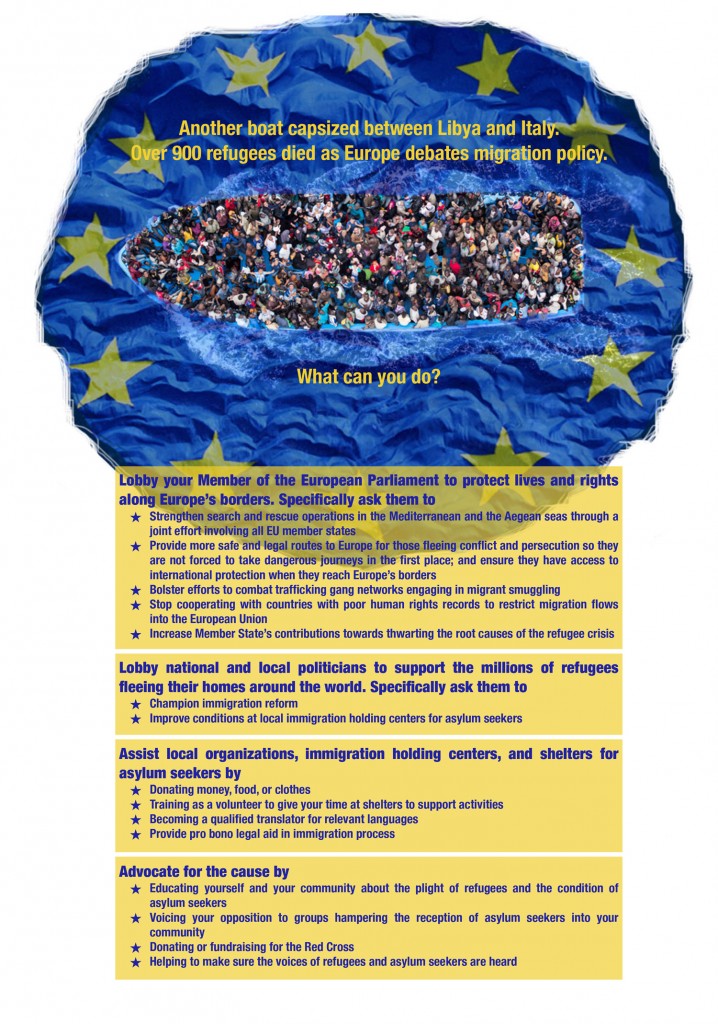 Another boat capsized between Libya and Italy.
Over 900 refugees died as Europe debates migration policy.
What can you do?
Lobby your Member of the European Parliament to protect lives and rights
along Europe's borders. Specifically ask them to
★ Strengthen search and rescue operations in the Mediterranean and the Aegean seas through a
joint effort involving all EU member states
★ Provide more safe and legal routes to Europe for those fleeing conflict and persecution so they
are not forced to take dangerous journeys in the first place; and ensure they have access to
international protection when they reach Europe's borders
★ Bolster efforts to combat trafficking gang networks engaging in migrant smuggling
★ Stop cooperating with countries with poor human rights records to restrict migration flows
into the European Union
★ Increase Member State's contributions towards thwarting the root causes of the refugee crisis
Lobby national and local politicians to support the millions of refugees
fleeing their homes around the world. Specifically ask them to
★ Champion immigration reform
★ Improve conditions at local immigration holding centers for asylum seekers
Assist local organizations, immigration holding centers, and shelters for
asylum seekers by
★ Donating money, food, or clothes
★ Training as a volunteer to give your time at shelters to support activities
★ Becoming a qualified translator for relevant languages
★ Provide pro bono legal aid in immigration process
Advocate for the cause by
★ Educating yourself and your community about the plight of refugees and the condition of
asylum seekers
★ Voicing your opposition to groups hampering the reception of asylum seekers into your
community
★ Donating or fundraising for the Red Cross
★ Helping to make sure the voices of refugees and asylum seekers are heard